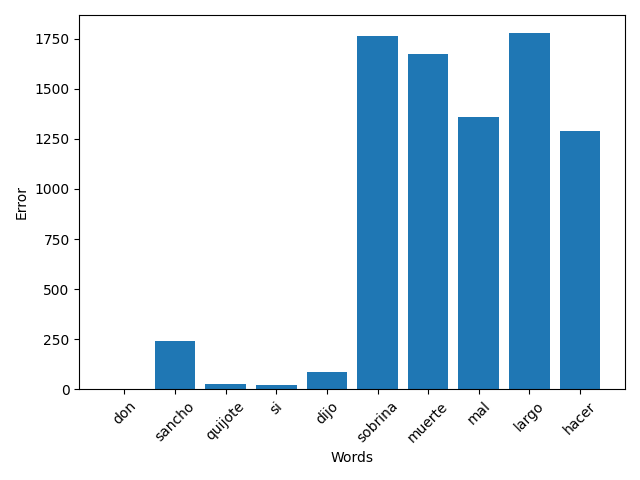 1750
1500
1250
1000
750
500
250
0
Error
don
sancho
quijote
si
dijo
sobrina
muerte
mal
largo
hacer
Words